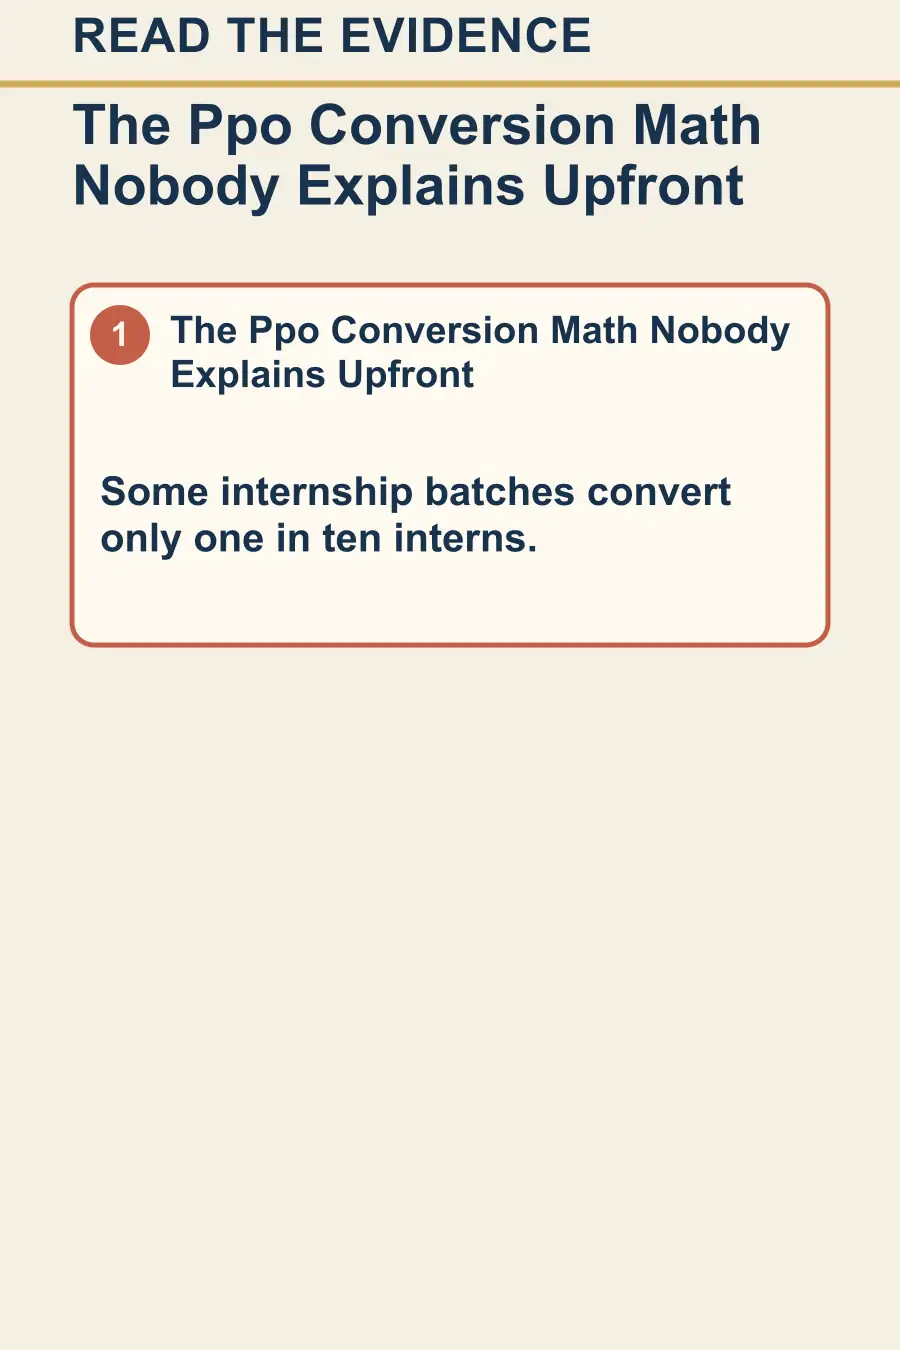 READ THE EVIDENCE
The Ppo Conversion Math
Nobody Explains Upfront
1
The Ppo Conversion Math Nobody
Explains Upfront
Some internship batches convert
only one in ten interns.